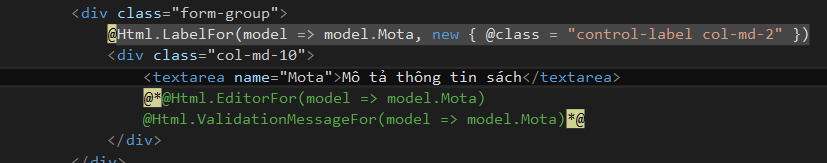 <div class="form-group">
@Html.LabelFor(model => model.Mota, new { @class = "control-label col-md-2" })
<div class="col-md-10">
<textarea name="Mota">Mô tả thông tin sách</textarea>
@*@Html.EditorFor(model => model.Mota)
@Html.ValidationMessageFor(model => model.Mota)*@
</div>
</div>